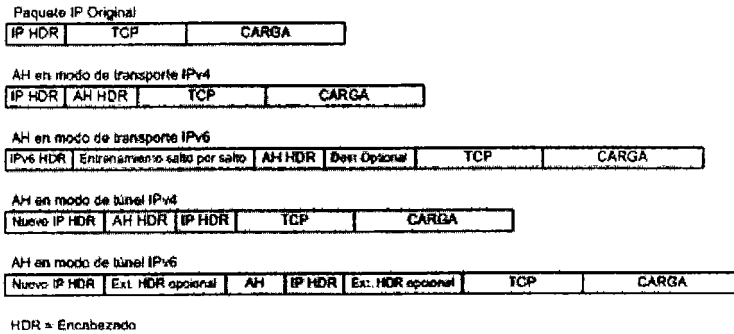 Paquete IP Original
IP HDR TCP CARGA
AH en modo de transporte IPv4
IP HDR AH HDR TCP CARGA
AH en modo de transporte IPv6
IPv6 HDR Entrenamiento salto por salto AH HDR Dest Optional TCP CARGA
AH en modo de túnel IPv4
Nuevo IP HDR AH HDR IP HDR TCP CARGA
AH en modo de túnel IPv6
Nuevo IP HDR Ext. HDR opcional AH IP HDR Ext. HDR opcional TCP CARGA
HDR = Encabezado